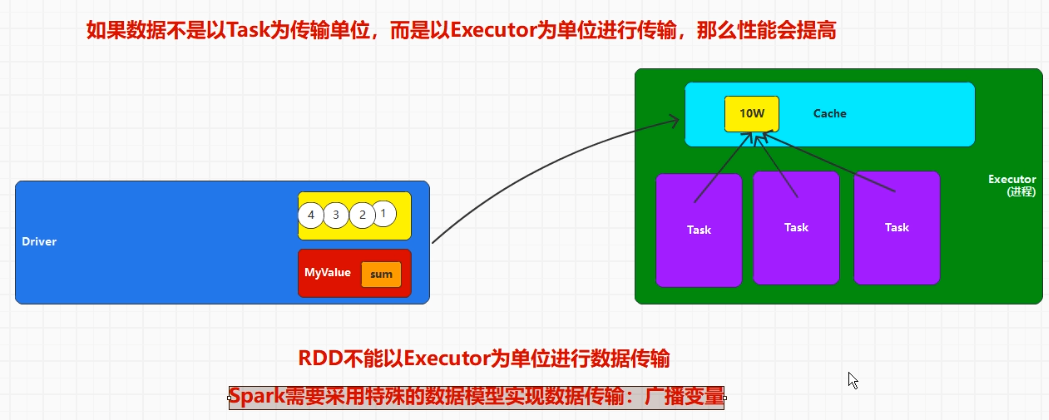 如果数据不是以Task为传输单位，而是以Executor为单位进行传输，那么性能会提高
10W
Cache
Executor
(进程)
Task
Task
Task
Driver
4 3 2 1
MyValue
sum
RDD不能以Executor为单位进行数据传输
Spark需要采用特殊的数据模型实现数据传输：广播变量